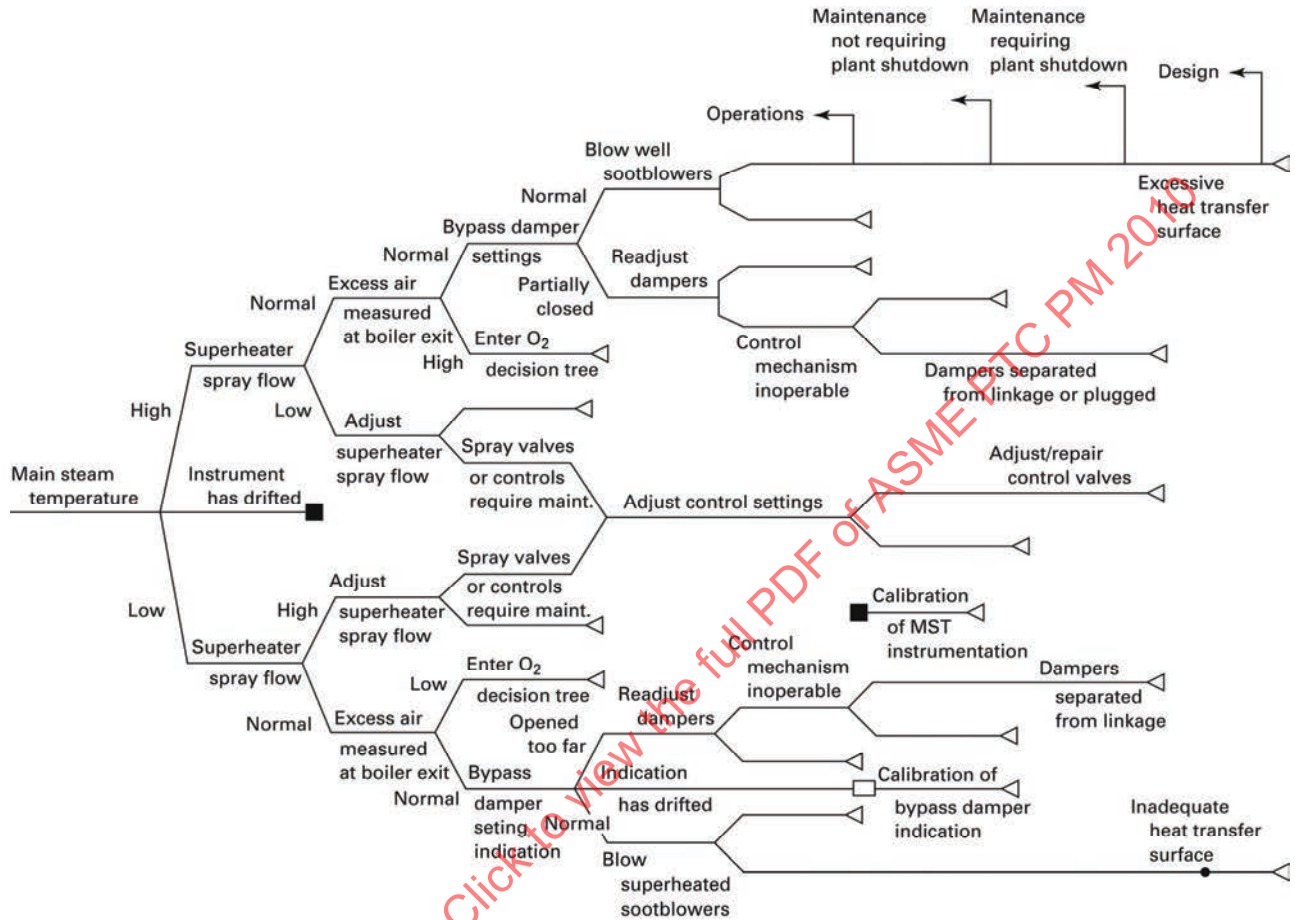 Maintenance
not requiring
plant shutdown
Maintenance
requiring
plant shutdown
Design
Operations
Blow well
sootblowers
Normal
Excessive
heat transfer
surface
Bypass damper
settings
Normal
Readjust
dampers
Partially
closed
Excess air
measured
at boiler exit
Normal
Enter O2
decision tree
High
Control
mechanism
inoperable
Dampers separated
from linkage or plugged
Superheater
spray flow
High
Low
Adjust
superheater
spray flow
Spray valves
or controls
require maint.
Adjust/repair
control valves
Main steam
temperature
Instrument
has drifted
Adjust control settings
Spray valves
or controls
require maint.
Adjust
superheater
spray flow
High
Low
Calibration
of MST
instrumentation
Superheater
spray flow
Normal
Enter O2
decision tree
Low
Control
mechanism
inoperable
Dampers
separated
from linkage
Excess air
measured
at boiler exit
Opened
too far
Readjust
dampers
Bypass
damper
seting
indication
Normal
Indication
has drifted
Calibration of
bypass damper
indication
Normal
Inadequate
heat transfer
surface
Blow
superheated
sootblowers
Click to view the full PDF of ASME PTC PM 2010